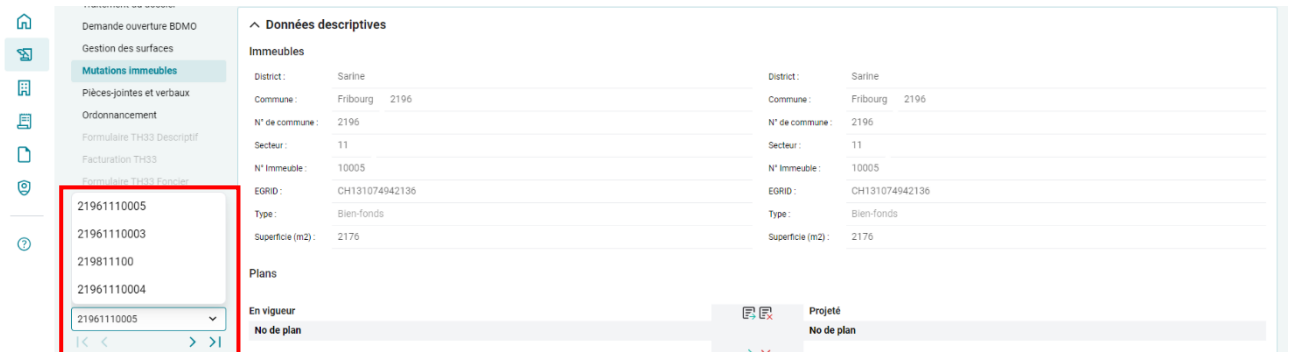 Traitement du dossier
Demande ouverture BDMO
Gestion des surfaces
Mutations immeubles
Pièces-jointes et verbaux
Ordonnancement
Formulaire TH33 Descriptif
Facturation TH33
Formulaire TH33 Foncier
21961110005
21961110003
219811100
21961110004
21961110005
Données descriptives
Immeubles
District : Sarine District : Sarine
Commune : Fribourg 2196 Commune : Fribourg 2196
N° de commune : 2196 N° de commune : 2196
Secteur : 11 Secteur : 11
N° Immeuble : 10005 N° Immeuble : 10005
EGRID : CH131074942136 EGRID : CH131074942136
Type : Bien-fonds Type : Bien-fonds
Superficie (m2) : 2176 Superficie (m2) : 2176
Plans
En vigueur Projeté
No de plan No de plan